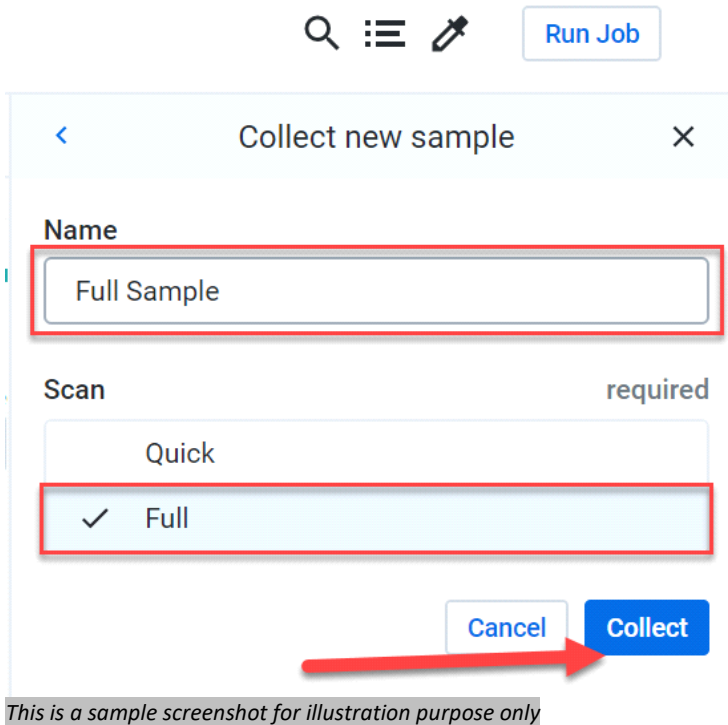 Run Job
Collect new sample
Name
Full Sample
Scan required
Quick
Full
Cancel Collect
This is a sample screenshot for illustration purpose only